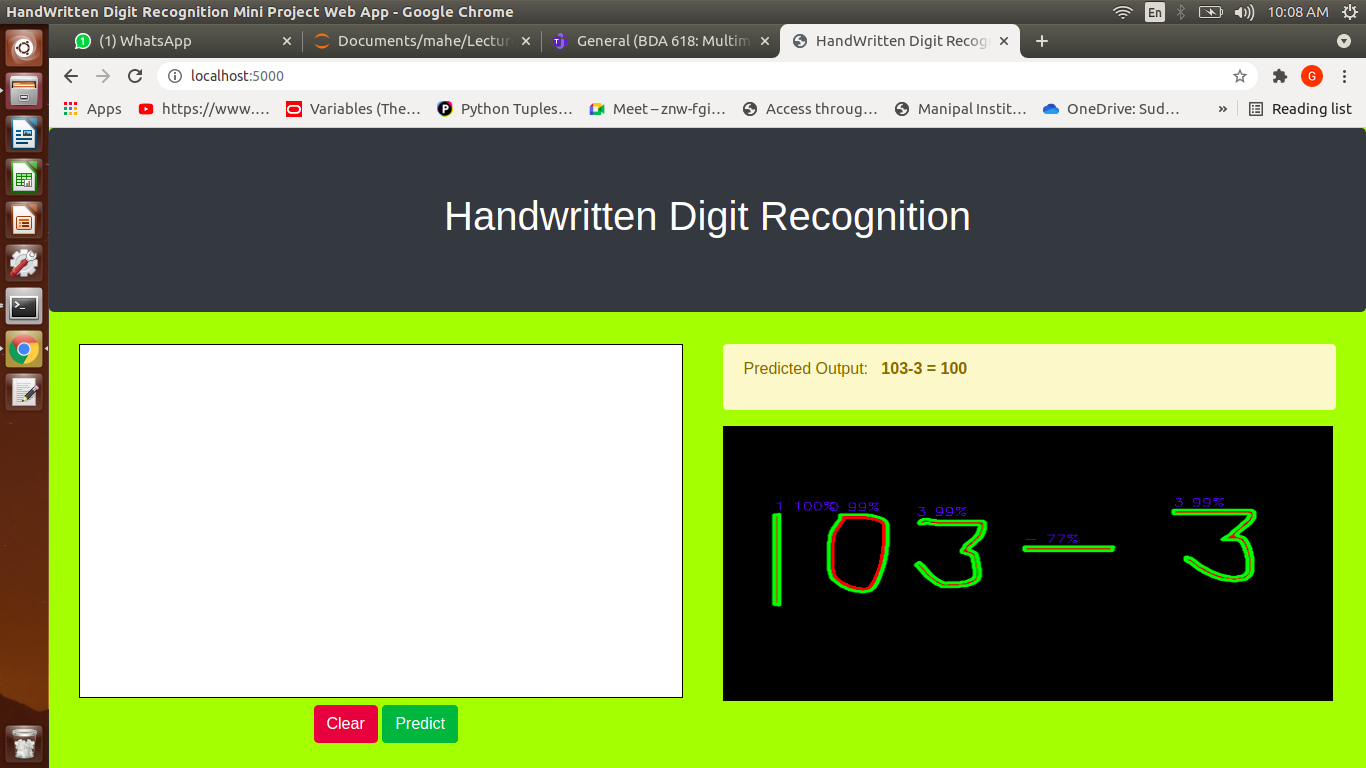 HandWritten Digit Recognition Mini Project Web App - Google Chrome
En
10:08 AM
(1) WhatsApp
Documents/mahe/Lectur
General (BDA 618: Multim
HandWritten Digit Recog
localhost:5000
G
Apps
https://www.…
Variables (The…
Python Tuples…
Meet – znw-fgi…
Access throug…
Manipal Instit…
OneDrive: Sud…
»
Reading list
Handwritten Digit Recognition
Predicted Output: 103-3 = 100
1 100% 0 99% 3 99% - 77% 3 99%
103 - 3
Clear Predict